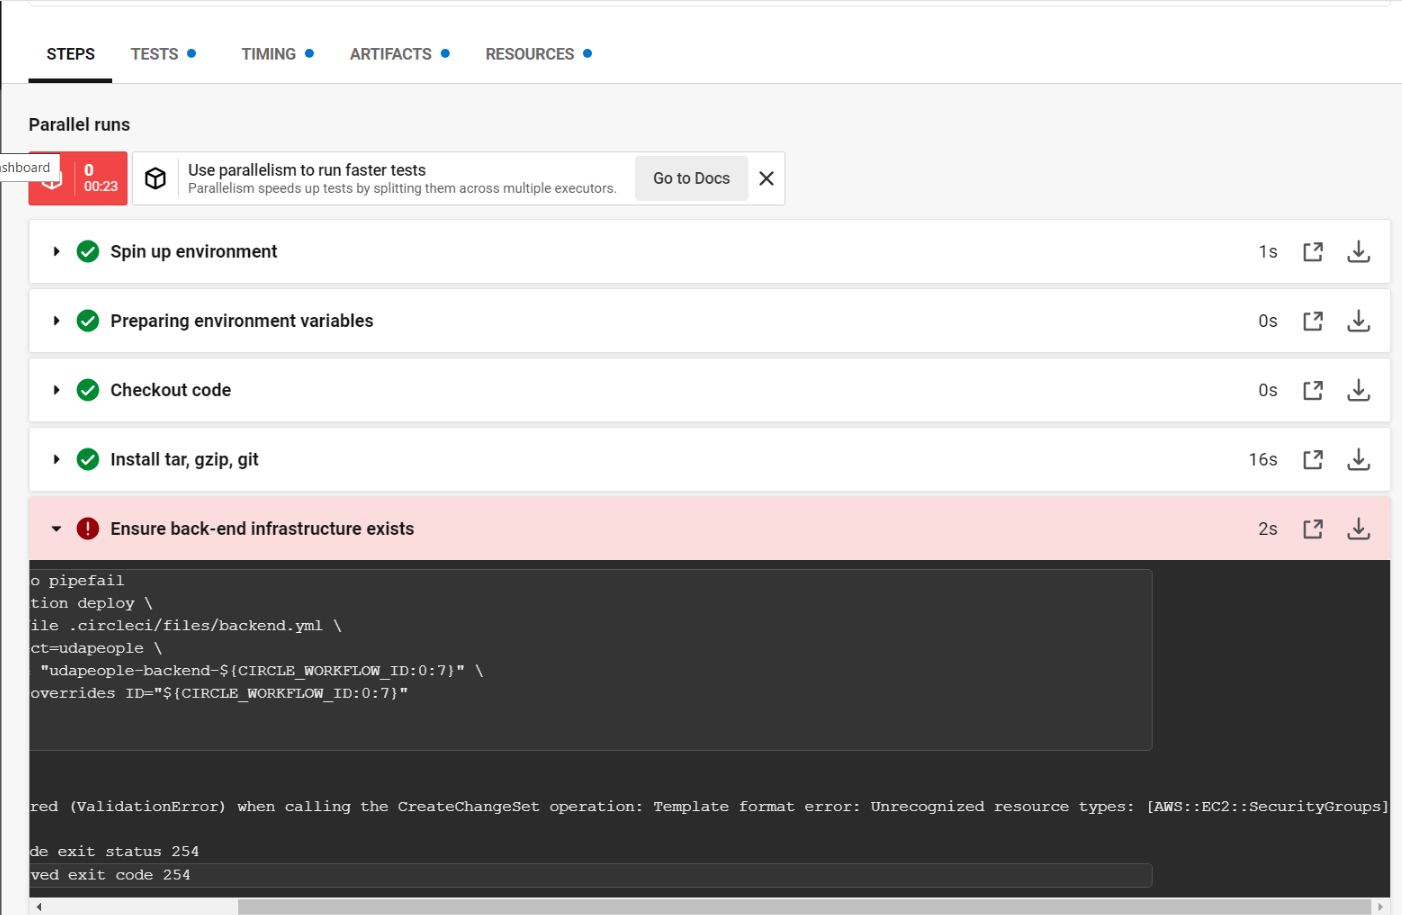 STEPS TESTS TIMING ARTIFACTS RESOURCES
Parallel runs
shboard
0
00:23
Use parallelism to run faster tests
Parallelism speeds up tests by splitting them across multiple executors.
Go to Docs
Spin up environment 1s
Preparing environment variables 0s
Checkout code 0s
Install tar, gzip, git 16s
Ensure back-end infrastructure exists 2s
o pipefail
tion deploy \
ile .circleci/files/backend.yml \
ct=udapeople \
"udapeople-backend-${CIRCLE_WORKFLOW_ID:0:7}" \
overrides ID="${CIRCLE_WORKFLOW_ID:0:7}"
red (ValidationError) when calling the CreateChangeSet operation: Template format error: Unrecognized resource types: [AWS::EC2::SecurityGroups]
de exit status 254
ved exit code 254